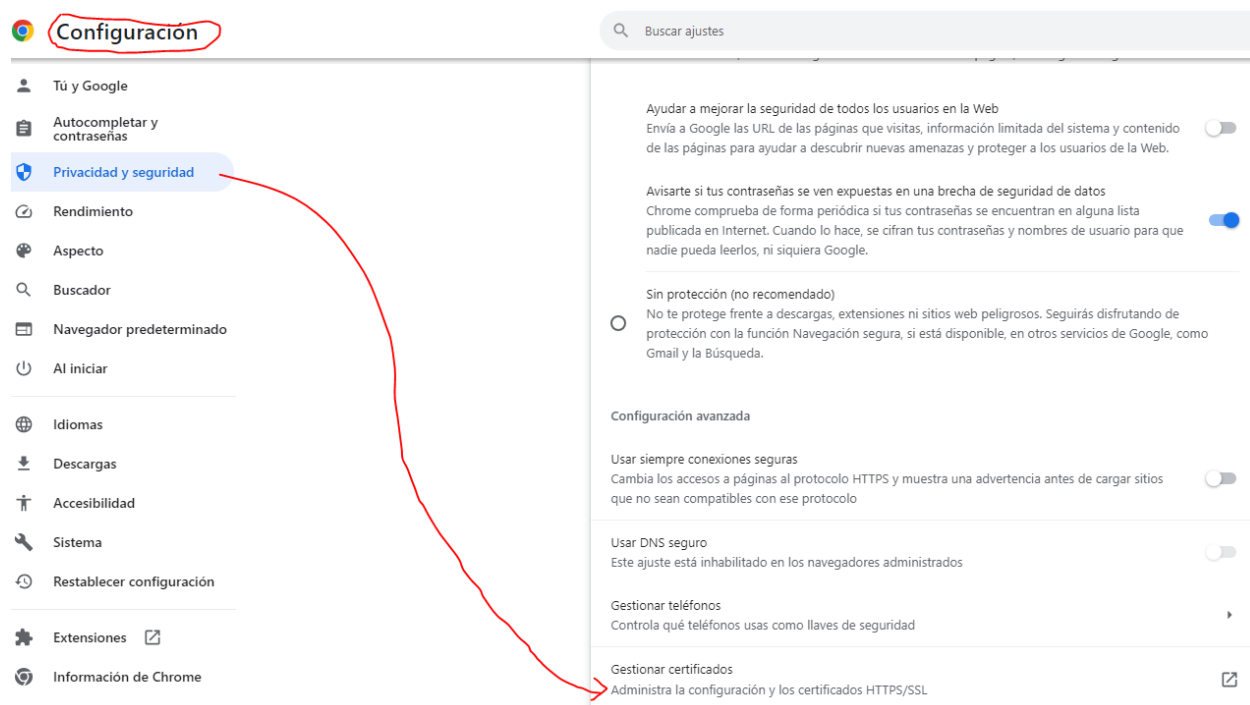 Configuración
Buscar ajustes
Tú y Google
Autocompletar y
contraseñas
Privacidad y seguridad
Rendimiento
Aspecto
Buscador
Navegador predeterminado
Al iniciar
Idiomas
Descargas
Accesibilidad
Sistema
Restablecer configuración
Extensiones
Información de Chrome
Ayudar a mejorar la seguridad de todos los usuarios en la Web
Envía a Google las URL de las páginas que visitas, información limitada del sistema y contenido
de las páginas para ayudar a descubrir nuevas amenazas y proteger a los usuarios de la Web.
Avisarte si tus contraseñas se ven expuestas en una brecha de seguridad de datos
Chrome comprueba de forma periódica si tus contraseñas se encuentran en alguna lista
publicada en Internet. Cuando lo hace, se cifran tus contraseñas y nombres de usuario para que
nadie pueda leerlos, ni siquiera Google.
Sin protección (no recomendado)
No te protege frente a descargas, extensiones ni sitios web peligrosos. Seguirás disfrutando de
protección con la función Navegación segura, si está disponible, en otros servicios de Google, como
Gmail y la Búsqueda.
Configuración avanzada
Usar siempre conexiones seguras
Cambia los accesos a páginas al protocolo HTTPS y muestra una advertencia antes de cargar sitios
que no sean compatibles con ese protocolo
Usar DNS seguro
Este ajuste está inhabilitado en los navegadores administrados
Gestionar teléfonos
Controla qué teléfonos usas como llaves de seguridad
Gestionar certificados
Administra la configuración y los certificados HTTPS/SSL